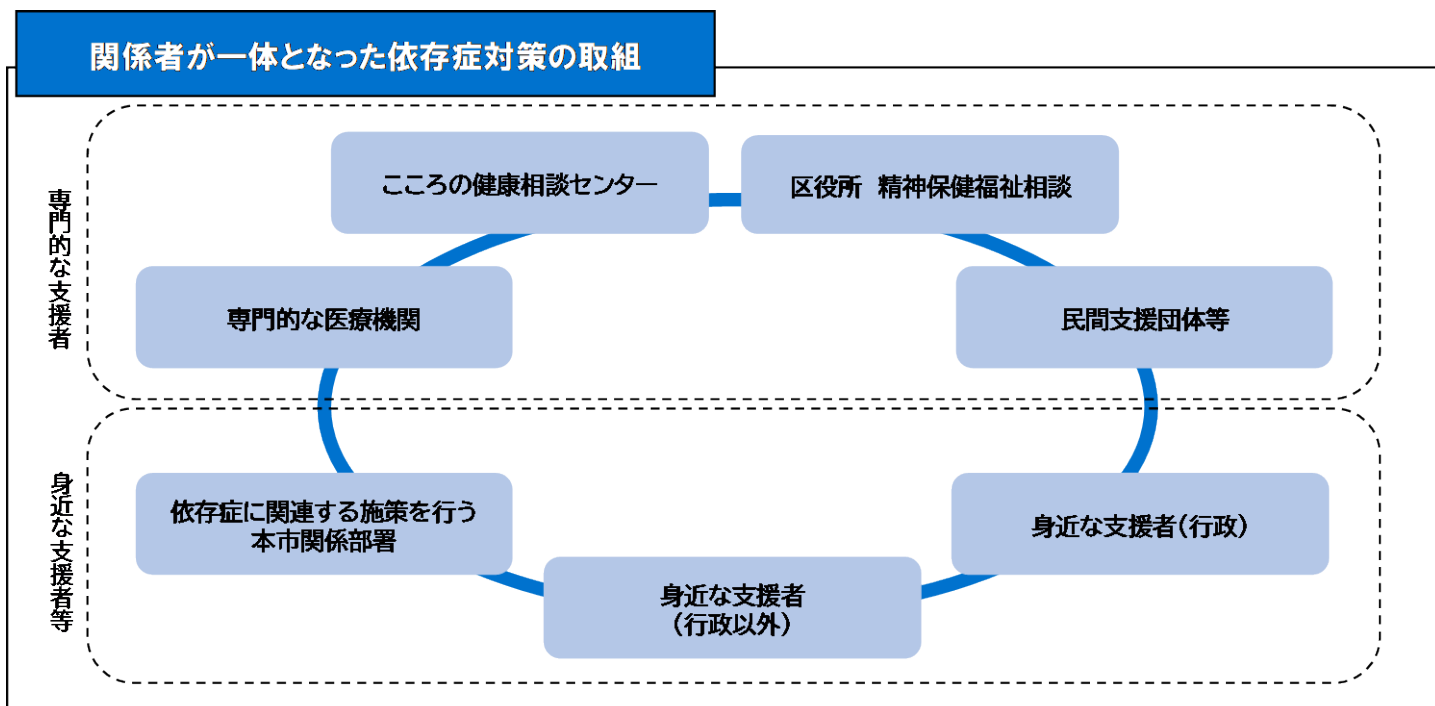 関係者が一体となった依存症対策の取組
専門的な支援者
こころの健康相談センター
区役所 精神保健福祉相談
専門的な医療機関
民間支援団体等
身近な支援者等
依存症に関連する施策を行う
本市関係部署
身近な支援者(行政)
身近な支援者
(行政以外)